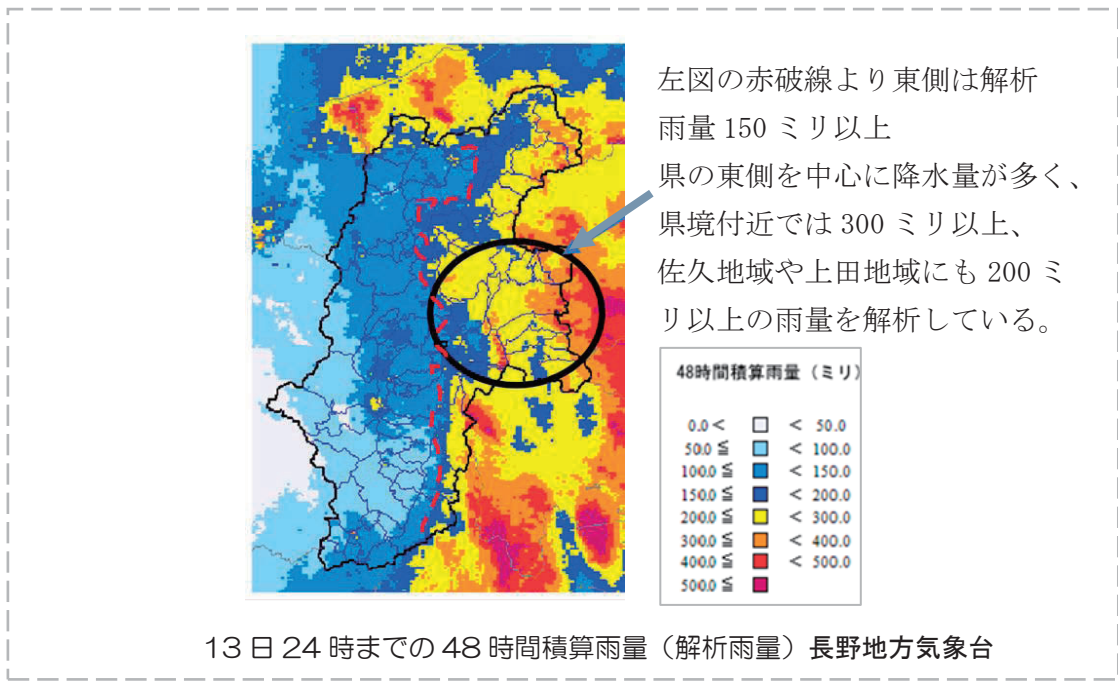 左図の赤破線より東側は解析
雨量 150 ミリ以上
県の東側を中心に降水量が多く、
県境付近では 300 ミリ以上、
佐久地域や上田地域にも 200 ミ
リ以上の雨量を解析している。
48時間積算雨量（ミリ）
0.0 < < 50.0
50.0 ≦ < 100.0
100.0 ≦ < 150.0
150.0 ≦ < 200.0
200.0 ≦ < 300.0
300.0 ≦ < 400.0
400.0 ≦ < 500.0
500.0 ≦
13 日 24 時までの 48 時間積算雨量（解析雨量）長野地方気象台